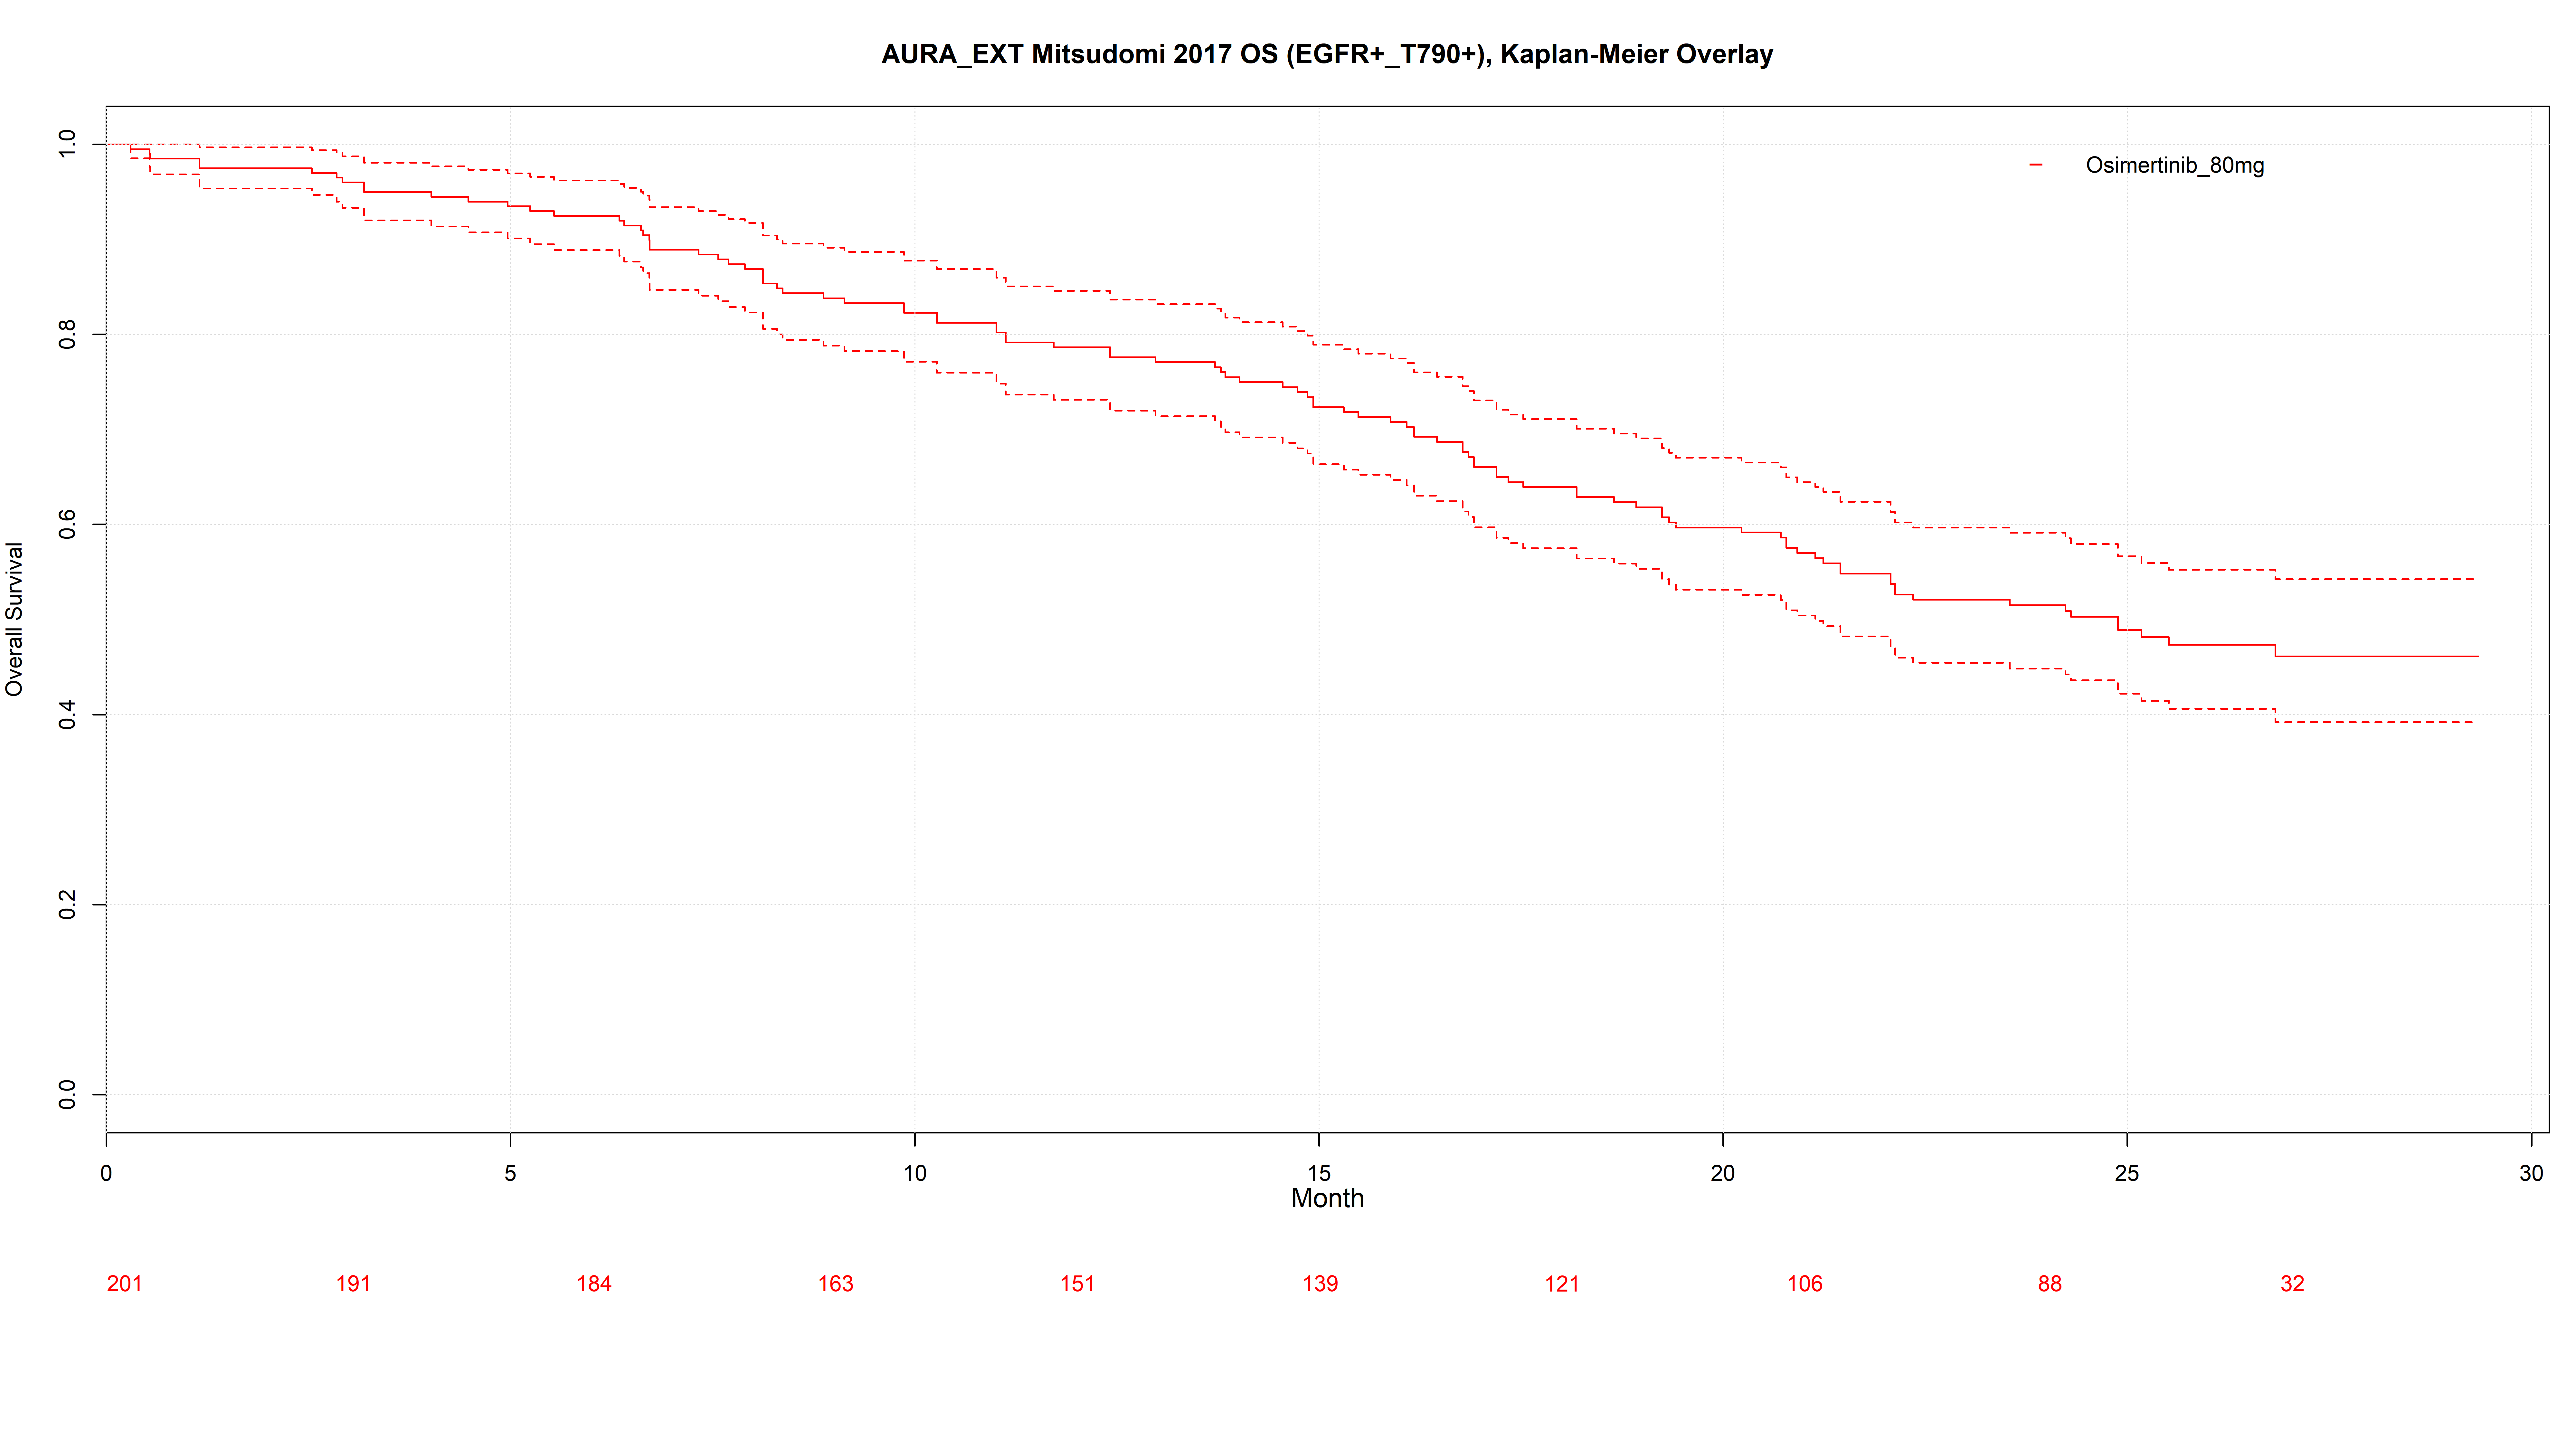 AURA_EXT Mitsudomi 2017 OS (EGFR+_T790+), Kaplan-Meier Overlay
Osimertinib_80mg
Overall Survival
1.0
0.8
0.6
0.4
0.2
0.0
0 5 10 15 20 25 30
Month
201 191 184 163 151 139 121 106 88 32